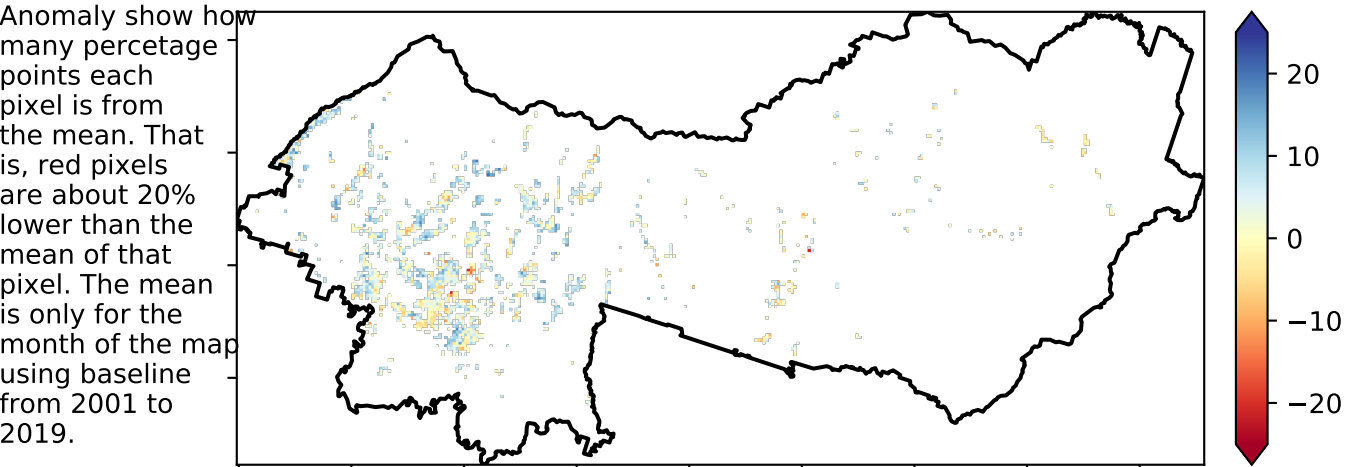 Anomaly show how
many percetage
points each
pixel is from
the mean. That
is, red pixels
are about 20%
lower than the
mean of that
pixel. The mean
is only for the
month of the map
using baseline
from 2001 to
2019.
20
10
0
−10
−20